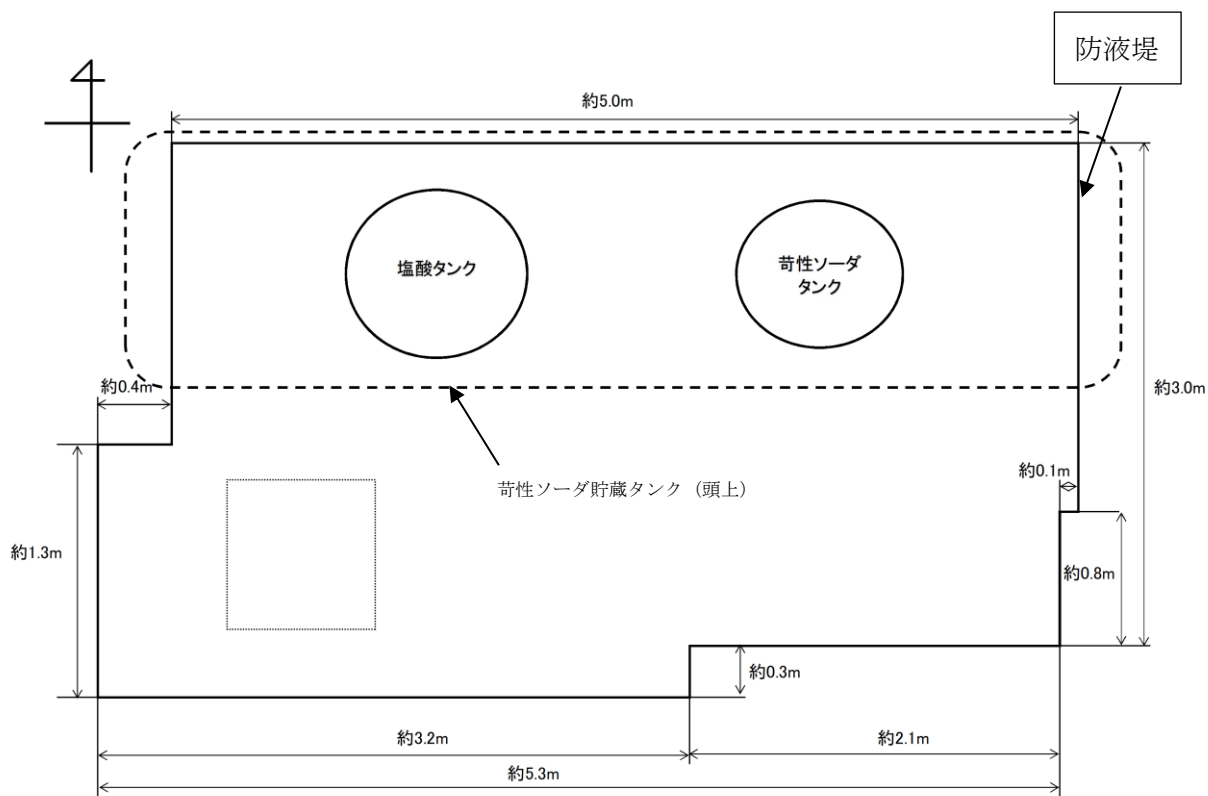 防液堤
約5.0m
塩酸タンク
苛性ソーダ
タンク
約0.4m
約3.0m
約0.1m
苛性ソーダ貯蔵タンク（頭上）
約1.3m
約0.8m
約0.3m
約3.2m
約2.1m
約5.3m